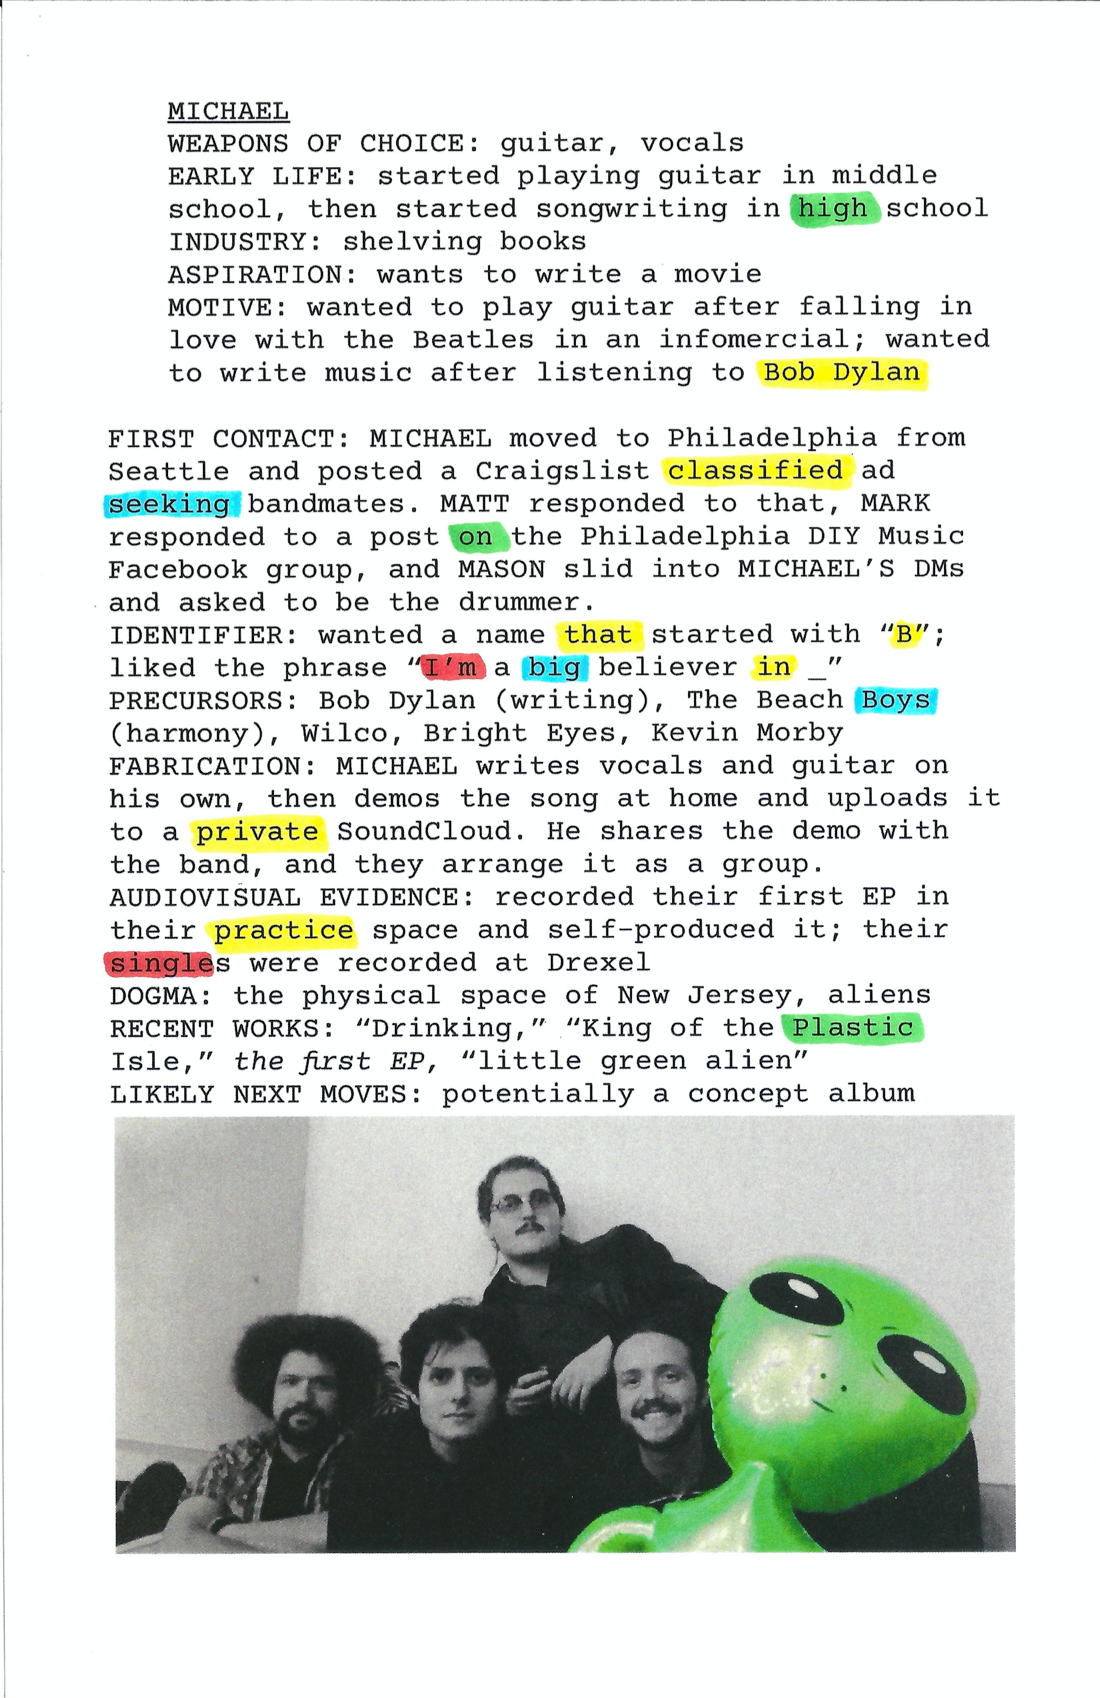 MICHAEL
WEAPONS OF CHOICE: guitar, vocals
EARLY LIFE: started playing guitar in middle
school, then started songwriting in high school
INDUSTRY: shelving books
ASPIRATION: wants to write a movie
MOTIVE: wanted to play guitar after falling in
love with the Beatles in an infomercial; wanted
to write music after listening to Bob Dylan
FIRST CONTACT: MICHAEL moved to Philadelphia from
Seattle and posted a Craigslist classified ad
seeking bandmates. MATT responded to that, MARK
responded to a post on the Philadelphia DIY Music
Facebook group, and MASON slid into MICHAEL’S DMs
and asked to be the drummer.
IDENTIFIER: wanted a name that started with “B”;
liked the phrase “I’m a big believer in _”
PRECURSORS: Bob Dylan (writing), The Beach Boys
(harmony), Wilco, Bright Eyes, Kevin Morby
FABRICATION: MICHAEL writes vocals and guitar on
his own, then demos the song at home and uploads it
to a private SoundCloud. He shares the demo with
the band, and they arrange it as a group.
AUDIOVISUAL EVIDENCE: recorded their first EP in
their practice space and self-produced it; their
singles were recorded at Drexel
DOGMA: the physical space of New Jersey, aliens
RECENT WORKS: “Drinking,” “King of the Plastic
Isle,” the first EP, “little green alien”
LIKELY NEXT MOVES: potentially a concept album